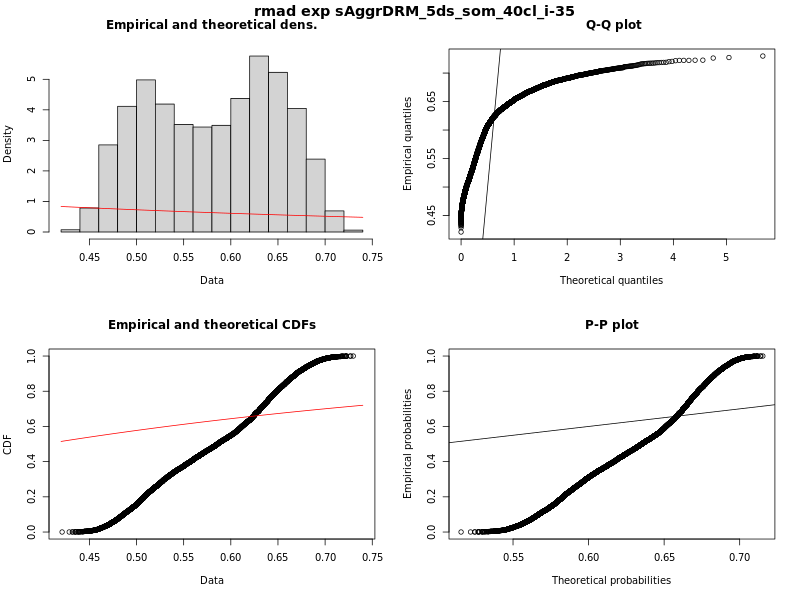 rmad exp sAggrDRM_5ds_som_40cl_i-35
Empirical and theoretical dens.
Density
0 1 2 3 4 5
0.45 0.50 0.55 0.60 0.65 0.70 0.75
Data
Q-Q plot
Empirical quantiles
0.45 0.55 0.65
0 1 2 3 4 5
Theoretical quantiles
Empirical and theoretical CDFs
CDF
0.0 0.2 0.4 0.6 0.8 1.0
0.45 0.50 0.55 0.60 0.65 0.70 0.75
Data
P-P plot
Empirical probabilities
0.0 0.2 0.4 0.6 0.8 1.0
0.55 0.60 0.65 0.70
Theoretical probabilities